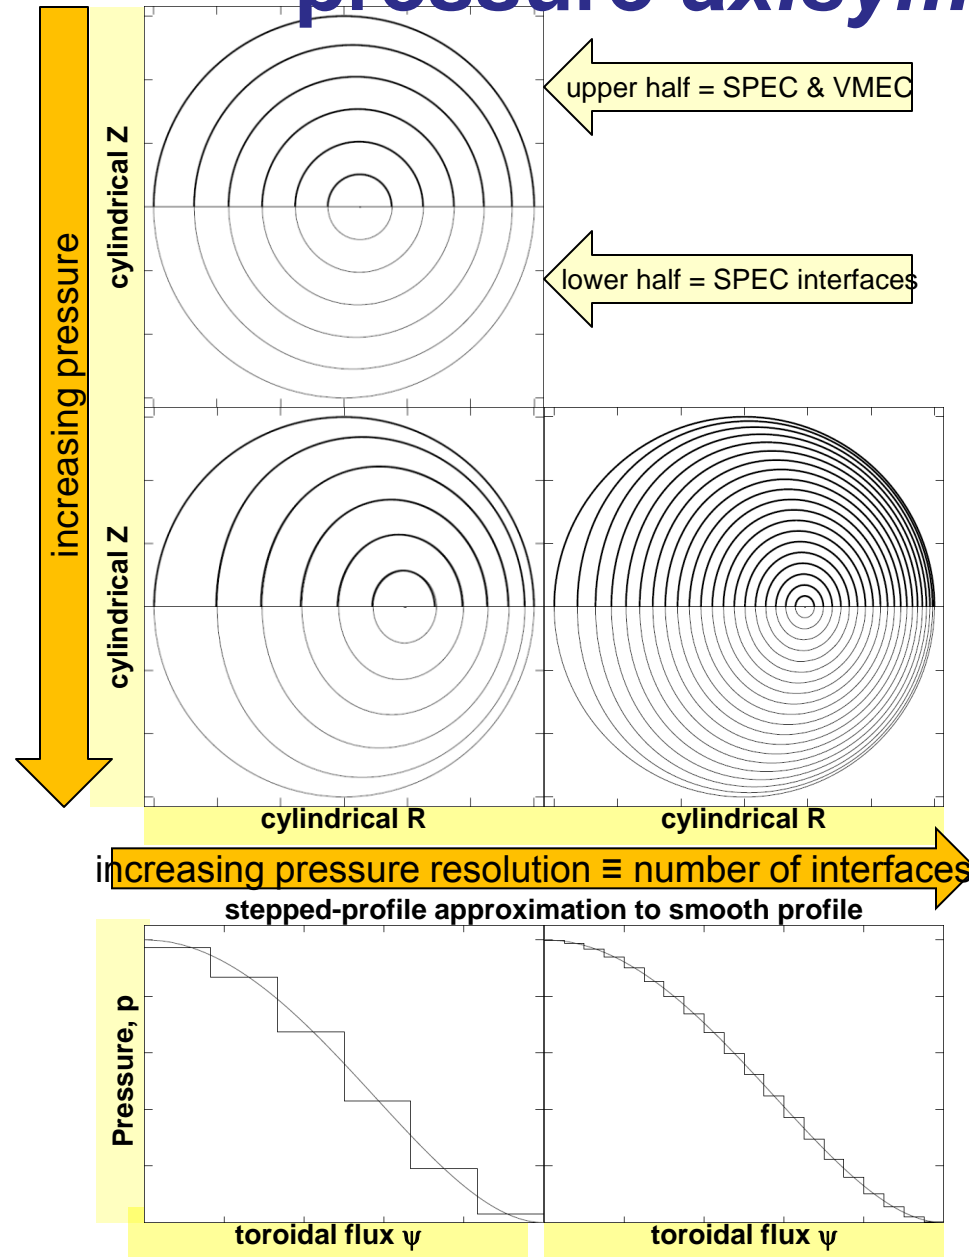 pressure
cylindrical Z
upper half = SPEC & VMEC
lower half = SPEC interfaces
increasing pressure
cylindrical Z
cylindrical R
cylindrical R
increasing pressure resolution ≡ number of interfaces
stepped-profile approximation to smooth profile
Pressure, p
toroidal flux ψ
toroidal flux ψ